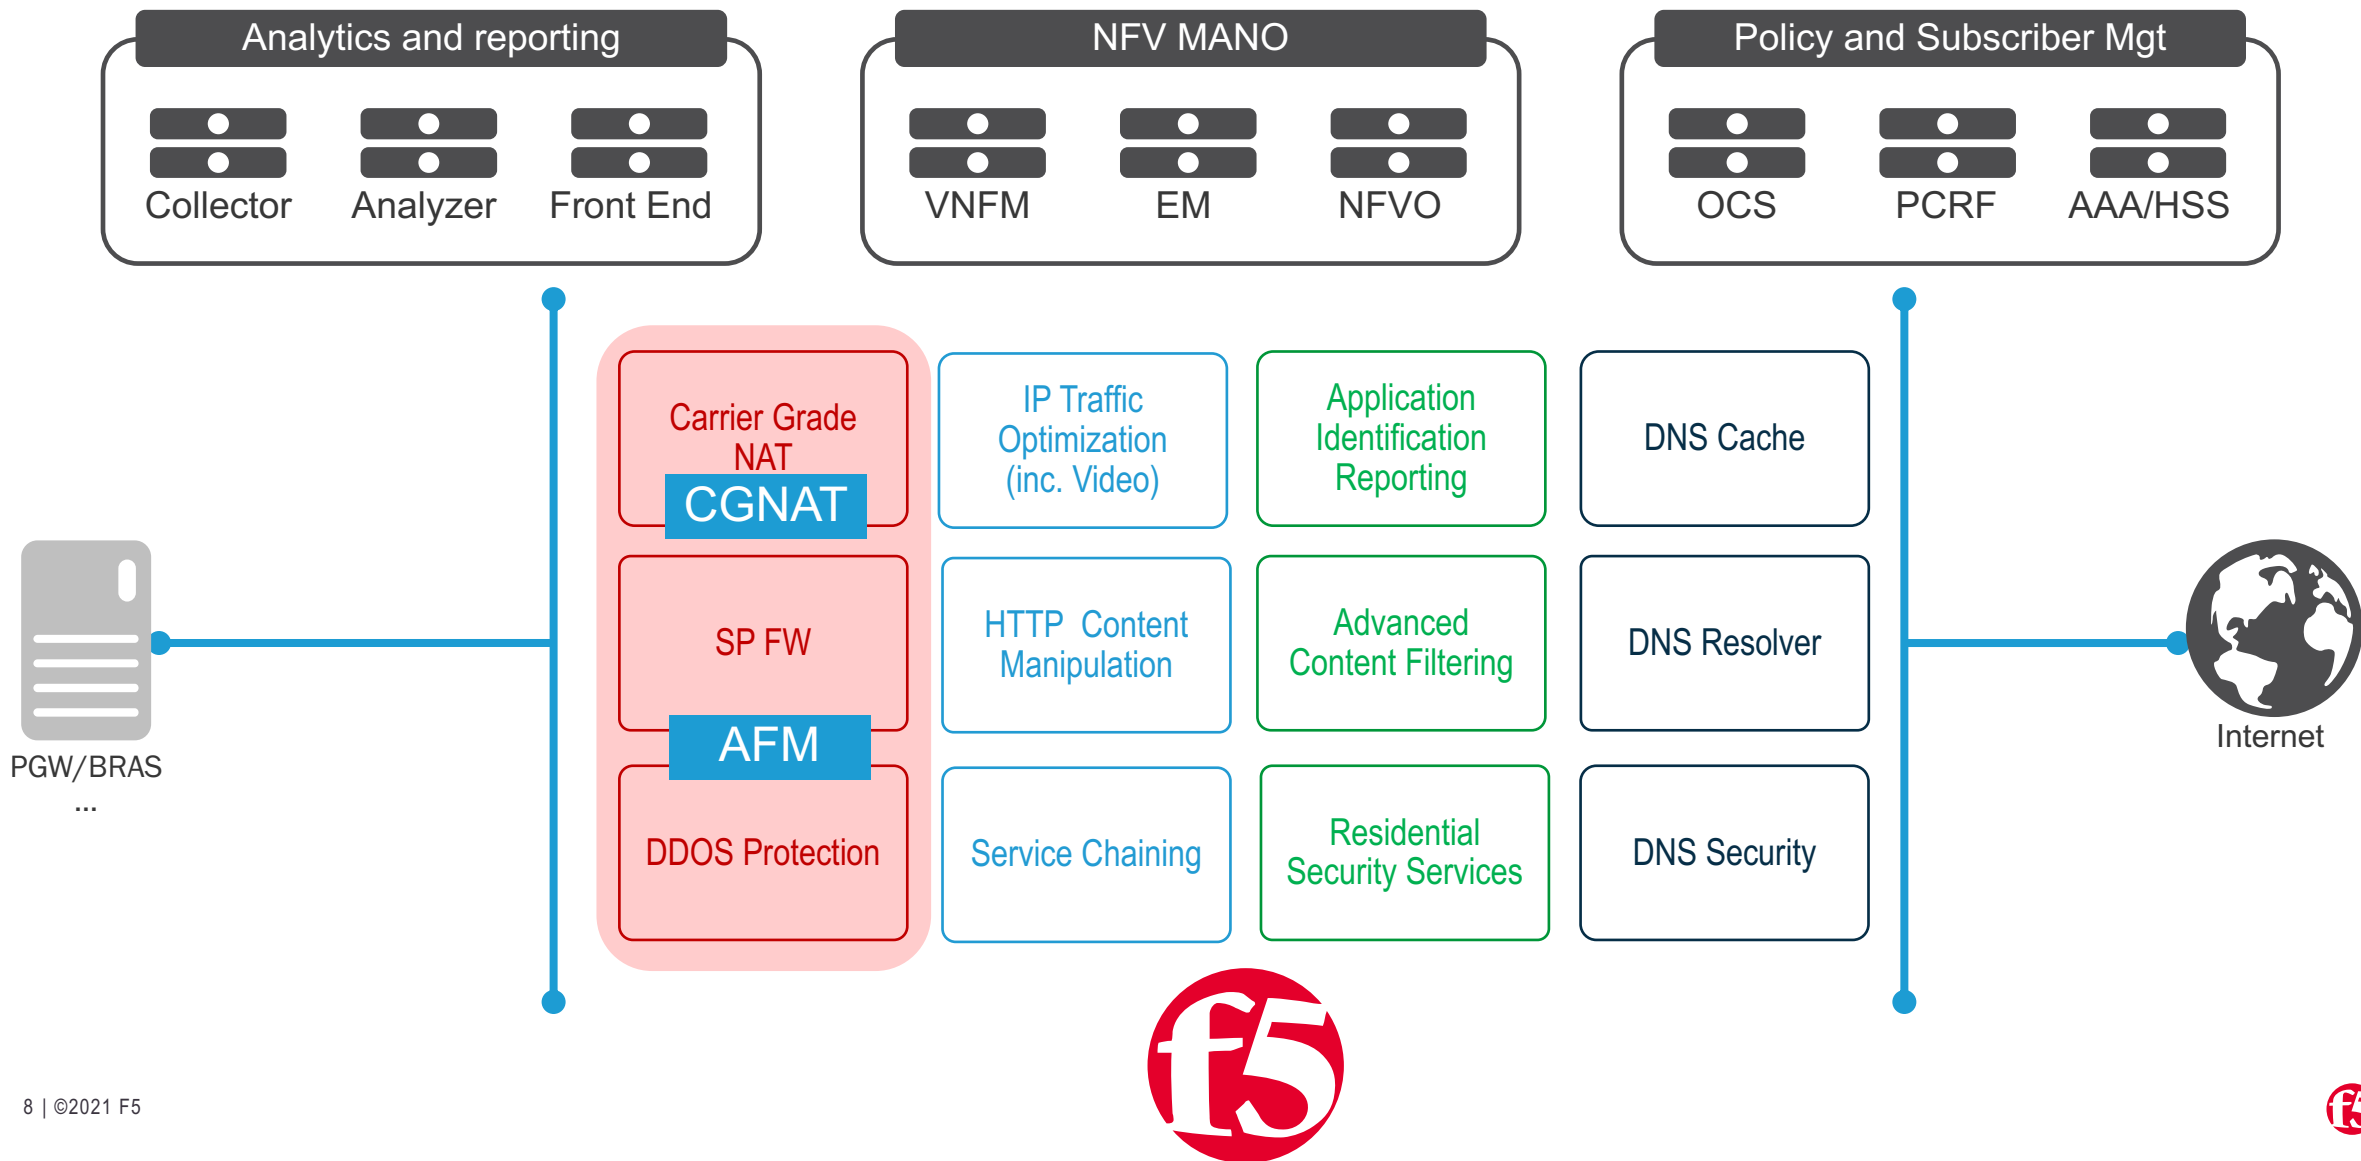 Analytics and reporting
Collector
Analyzer
Front End
NFV MANO
VNFM
EM
NFVO
Policy and Subscriber Mgt
OCS
PCRF
AAA/HSS
PGW/BRAS
...
Carrier Grade
NAT
CGNAT
SP FW
AFM
DDOS Protection
IP Traffic
Optimization
(inc. Video)
HTTP  Content
Manipulation
Service Chaining
Application
Identification
Reporting
Advanced
Content Filtering
Residential
Security Services
DNS Cache
DNS Resolver
DNS Security
Internet
f5
8 | ©2021 F5
f5